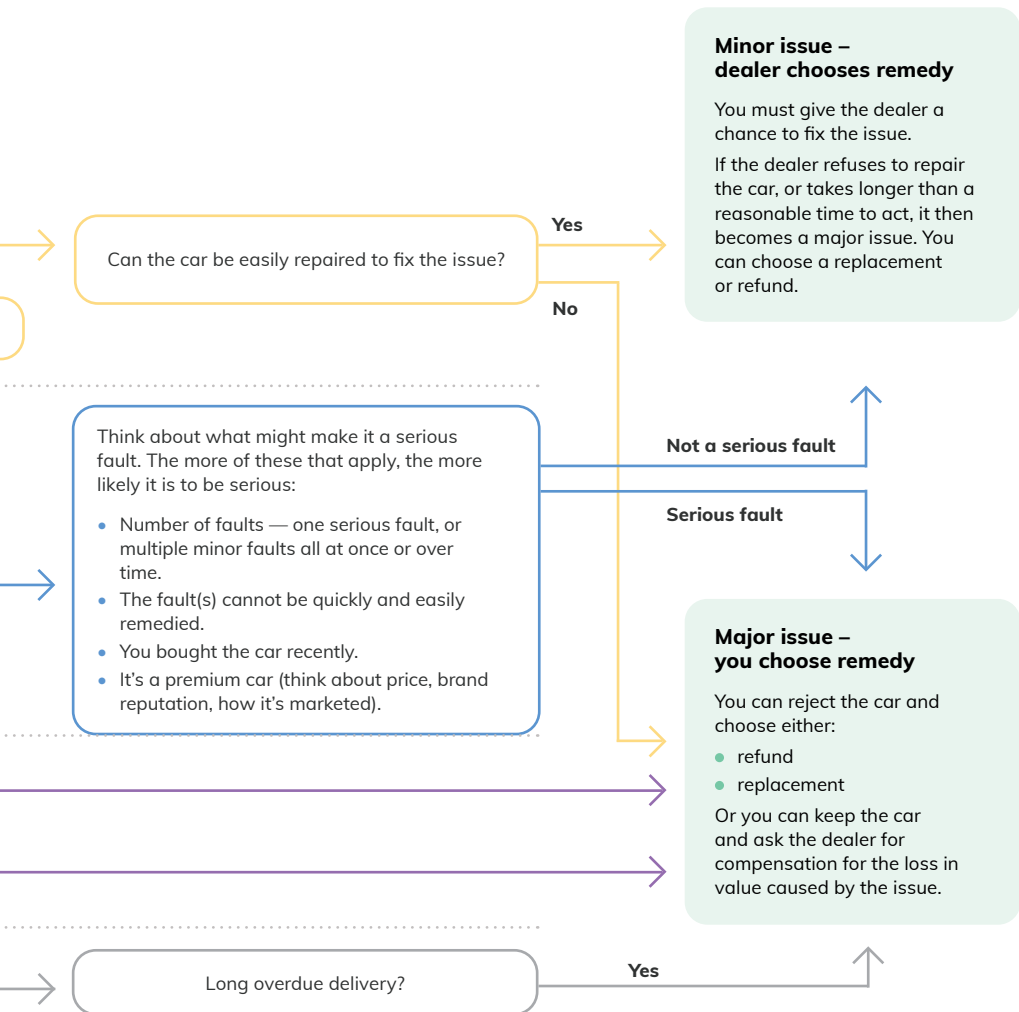 Minor issue –
dealer chooses remedy
You must give the dealer a
chance to fix the issue.
If the dealer refuses to repair
the car, or takes longer than a
reasonable time to act, it then
becomes a major issue. You
can choose a replacement
or refund.
Can the car be easily repaired to fix the issue?
Yes
No
Think about what might make it a serious
fault. The more of these that apply, the more
likely it is to be serious:
• Number of faults — one serious fault, or
multiple minor faults all at once or over
time.
• The fault(s) cannot be quickly and easily
remedied.
• You bought the car recently.
• It’s a premium car (think about price, brand
reputation, how it’s marketed).
Not a serious fault
Serious fault
Major issue –
you choose remedy
You can reject the car and
choose either:
• refund
• replacement
Or you can keep the car
and ask the dealer for
compensation for the loss in
value caused by the issue.
Long overdue delivery?
Yes